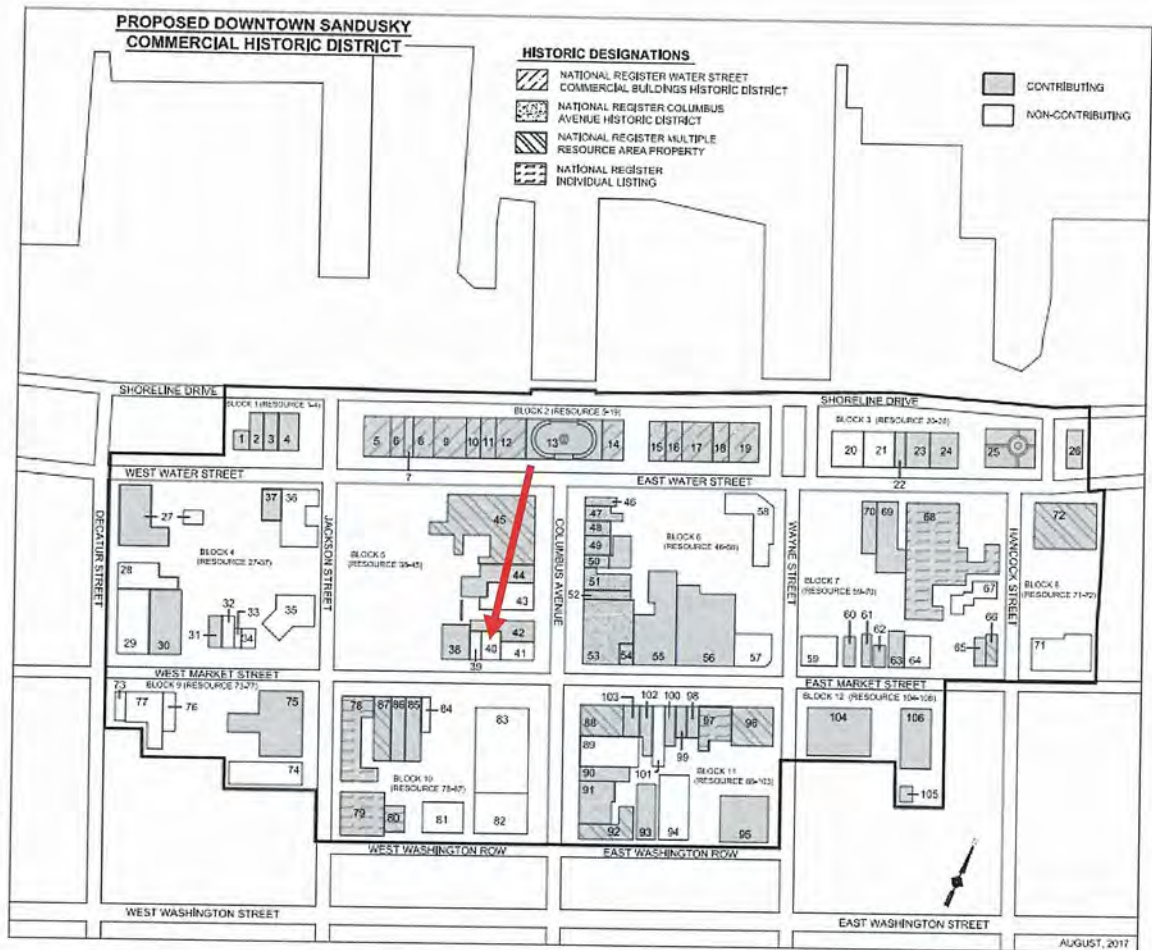 PROPOSED DOWNTOWN SANDUSKY
COMMERCIAL HISTORIC DISTRICT
HISTORIC DESIGNATIONS
NATIONAL REGISTER WATER STREET
COMMERCIAL BUILDINGS HISTORIC DISTRICT
NATIONAL REGISTER COLUMBUS
AVENUE HISTORIC DISTRICT
NATIONAL REGISTER MULTIPLE
RESOURCE AREA PROPERTY
NATIONAL REGISTER
INDIVIDUAL LISTING
CONTRIBUTING
NON-CONTRIBUTING
SHORELINE DRIVE
SHORELINE DRIVE
BLOCK 1 (RESOURCE 1-4)
1 2 3 4
BLOCK 2 (RESOURCE 5-19)
5 6 8 9 10 11 12 13 14 15 16 17 18 19
7
BLOCK 3 (RESOURCE 20-26)
20 21 23 24 25 26
22
WEST WATER STREET
EAST WATER STREET
DECATUR STREET
JACKSON STREET
COLUMBUS AVENUE
WAYNE STREET
HANCOCK STREET
27
37 36
BLOCK 4
(RESOURCE 27-37)
28
29 30
31 32 33 34 35
45
BLOCK 5
(RESOURCE 38-45)
44
43
42
38 40 41
39
46
47
48
49
50
51
52
53 54 55 56 57
58
BLOCK 6
(RESOURCE 46-58)
70 69 68
BLOCK 7
(RESOURCE 59-70)
67
66
65
59 60 61 62 63 64
72
BLOCK 8
(RESOURCE 71-72)
71
WEST MARKET STREET
EAST MARKET STREET
73
BLOCK 9 (RESOURCE 73-77)
77 76 75
74
78 87 86 85 84 83
BLOCK 10
(RESOURCE 78-87)
79 80 81 82
103 102 100 98
88 97 96
99
101
89
90
91
92 93 94 95
BLOCK 11
(RESOURCE 88-103)
BLOCK 12 (RESOURCE 104-106)
104 106
105
WEST WASHINGTON ROW
EAST WASHINGTON ROW
WEST WASHINGTON STREET
EAST WASHINGTON STREET
AUGUST, 2017